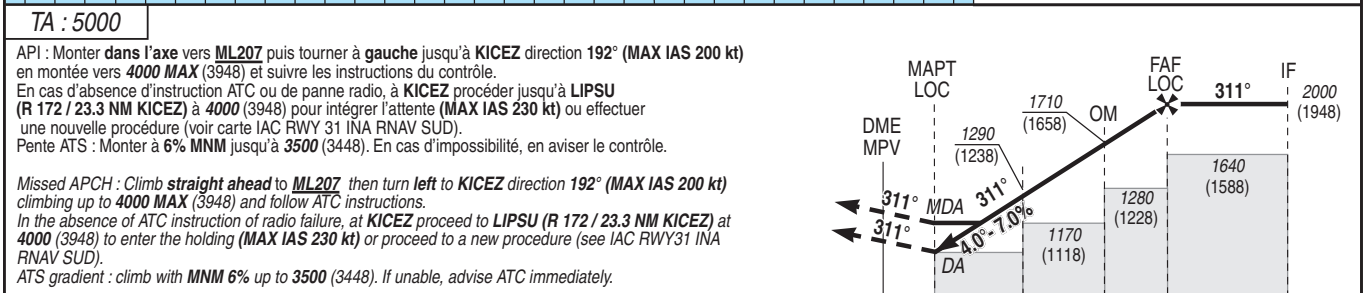 TA : 5000
API : Monter dans l'axe vers ML207 puis tourner à gauche jusqu'à KICEZ direction 192° (MAX IAS 200 kt)
en montée vers 4000 MAX (3948) et suivre les instructions du contrôle.
En cas d'absence d'instruction ATC ou de panne radio, à KICEZ procéder jusqu'à LIPSU
(R 172 / 23.3 NM KICEZ) à 4000 (3948) pour intégrer l'attente (MAX IAS 230 kt) ou effectuer
une nouvelle procédure (voir carte IAC RWY 31 INA RNAV SUD).
Pente ATS : Monter à 6% MNM jusqu'à 3500 (3448). En cas d'impossibilité, en aviser le contrôle.
Missed APCH : Climb straight ahead to ML207 then turn left to KICEZ direction 192° (MAX IAS 200 kt)
climbing up to 4000 MAX (3948) and follow ATC instructions.
In the absence of ATC instruction of radio failure, at KICEZ proceed to LIPSU (R 172 / 23.3 NM KICEZ) at
4000 (3948) to enter the holding (MAX IAS 230 kt) or proceed to a new procedure (see IAC RWY31 INA
RNAV SUD).
ATS gradient : climb with MNM 6% up to 3500 (3448). If unable, advise ATC immediately.
DME
MPV
MAPT
LOC
1290
(1238)
1710
(1658)
OM
FAF
LOC
311°
IF
2000
(1948)
311°
MDA
311°
311°
4.0°- 7.0%
DA
1170
(1118)
1280
(1228)
1640
(1588)